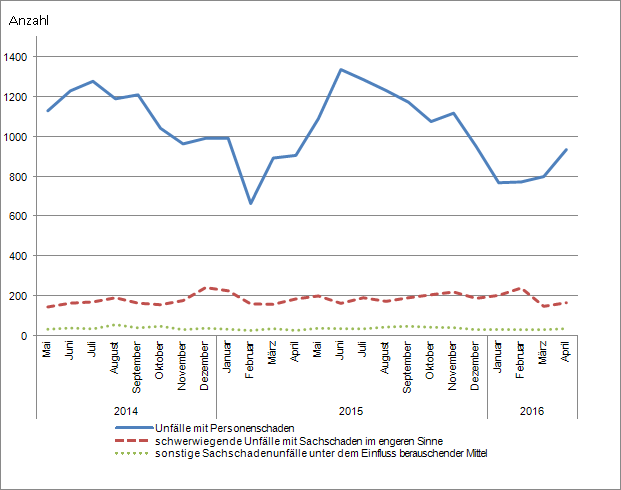 Anzahl
1400
1200
1000
800
600
400
200
0
Mai Juni Juli August September Oktober November Dezember Januar Februar März April Mai Juni Juli August September Oktober November Dezember Januar Februar März April
2014 2015 2016
Unfälle mit Personenschaden
schwerwiegende Unfälle mit Sachschaden im engeren Sinne
sonstige Sachschadenunfälle unter dem Einfluss berauschender Mittel